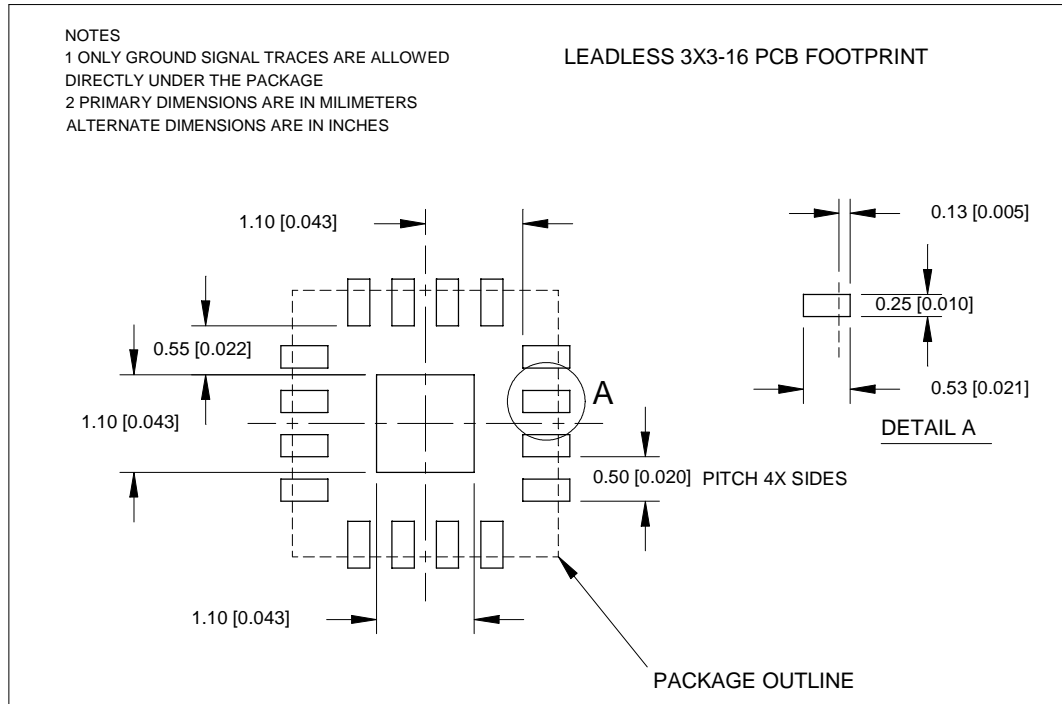 NOTES
1 ONLY GROUND SIGNAL TRACES ARE ALLOWED
DIRECTLY UNDER THE PACKAGE
2 PRIMARY DIMENSIONS ARE IN MILIMETERS
ALTERNATE DIMENSIONS ARE IN INCHES
LEADLESS 3X3-16 PCB FOOTPRINT
1.10 [0.043]
0.55 [0.022]
1.10 [0.043]
A
0.50 [0.020] PITCH 4X SIDES
1.10 [0.043]
PACKAGE OUTLINE
0.13 [0.005]
0.25 [0.010]
0.53 [0.021]
DETAIL A